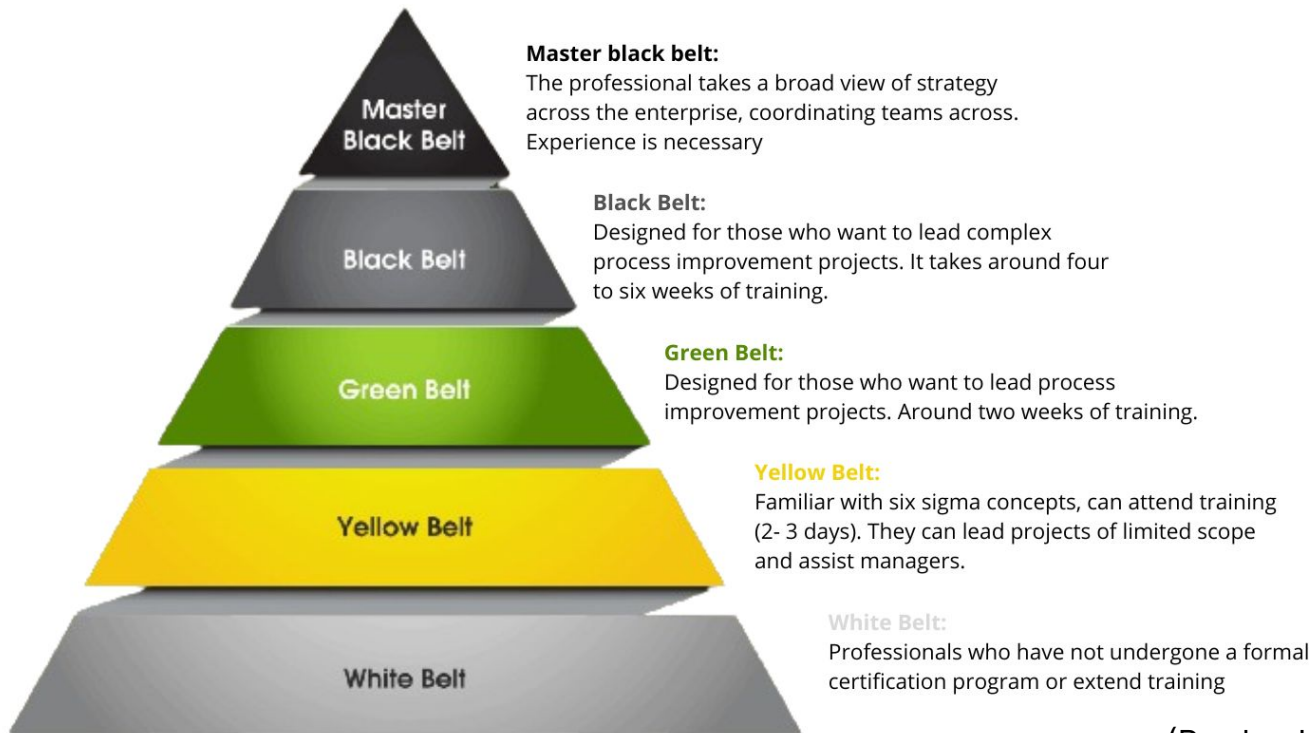 Master
Black Belt
Master black belt:
The professional takes a broad view of strategy
across the enterprise, coordinating teams across.
Experience is necessary
Black Belt
Black Belt:
Designed for those who want to lead complex
process improvement projects. It takes around four
to six weeks of training.
Green Belt
Green Belt:
Designed for those who want to lead process
improvement projects. Around two weeks of training.
Yellow Belt
Yellow Belt:
Familiar with six sigma concepts, can attend training
(2- 3 days). They can lead projects of limited scope
and assist managers.
White Belt
White Belt:
Professionals who have not undergone a formal
certification program or extend training